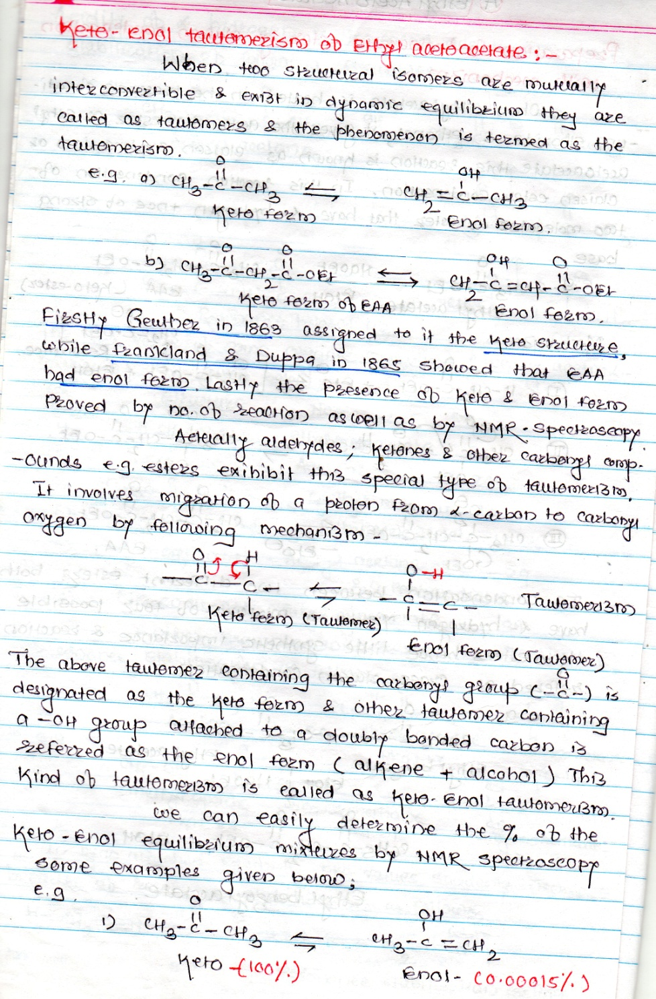 Keto-enol tautomerism of Ethyl acetoacetate :-
When two structural isomers are mutually
interconvertible & exist in dynamic equilibrium they are
called as tautomers & the phenomenon is termed as the
tautomerism.
e.g. a) CH3-C(=O)-CH3 ⇌ CH2=C(OH)-CH3
Keto form Enol form.
b) CH3-C(=O)-CH2-C(=O)-OEt ⇌ CH2-C(OH)=CH-C(=O)-OEt
Keto form of EAA Enol form.
Firstly Geuther in 1863 assigned to it the Keto structure,
while Frankland & Duppa in 1865 showed that EAA
had enol form. Lastly the presence of Keto & Enol form
proved by no. of reaction as well as by NMR. spectroscopy.
Acterally aldehydes, Ketones & other carbonyl comp-
-ounds e.g. esters exihibit this special type of tautomerism.
It involves migration of a proton from α-carbon to carbonyl
oxygen by following mechanism -
O H O-H
-C-C- ⇌ -C=C- Tautomerism
Keto form (Tautomer)
Enol form (Tautomer)
The above tautomer containing the carbonyl group (-C(=O)-) is
designated as the Keto form & other tautomer containing
a -OH group attached to a doubly bonded carbon is
referred as the enol form (alkene + alcohol) This
Kind of tautomerism is called as Keto-Enol tautomerism.
we can easily determine the % of the
Keto-Enol equilibrium mixteures by NMR spectroscopy
some examples given below;
e.g.
1) CH3-C(=O)-CH3 ⇌ CH3-C(OH)=CH2
Keto-(100%) Enol- (0.00015%)